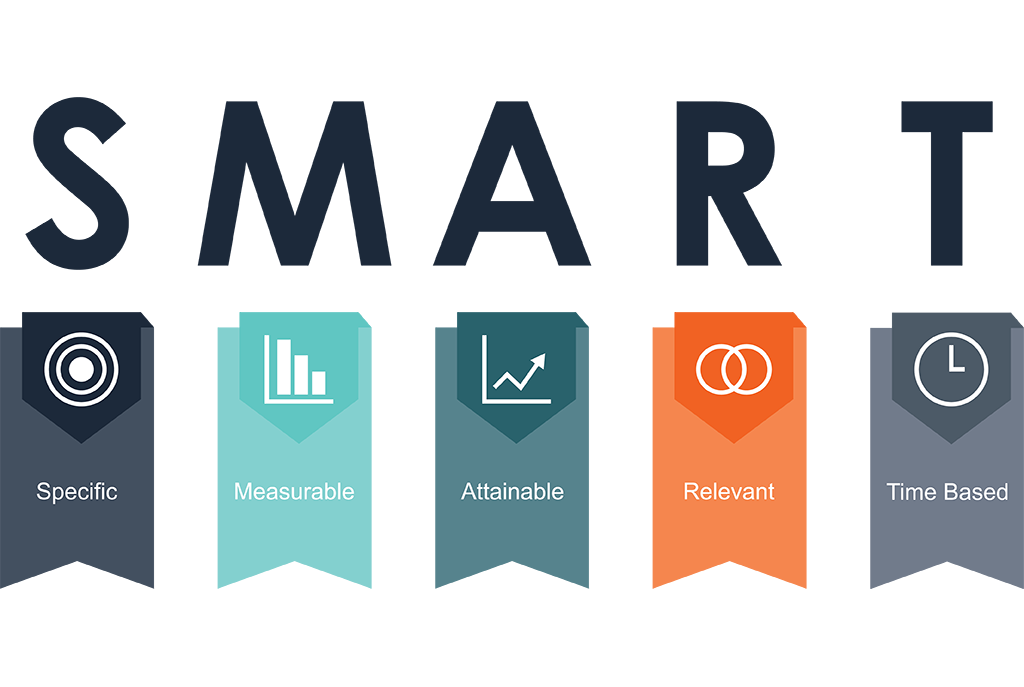 S M A R T
Specific Measurable Attainable Relevant Time Based